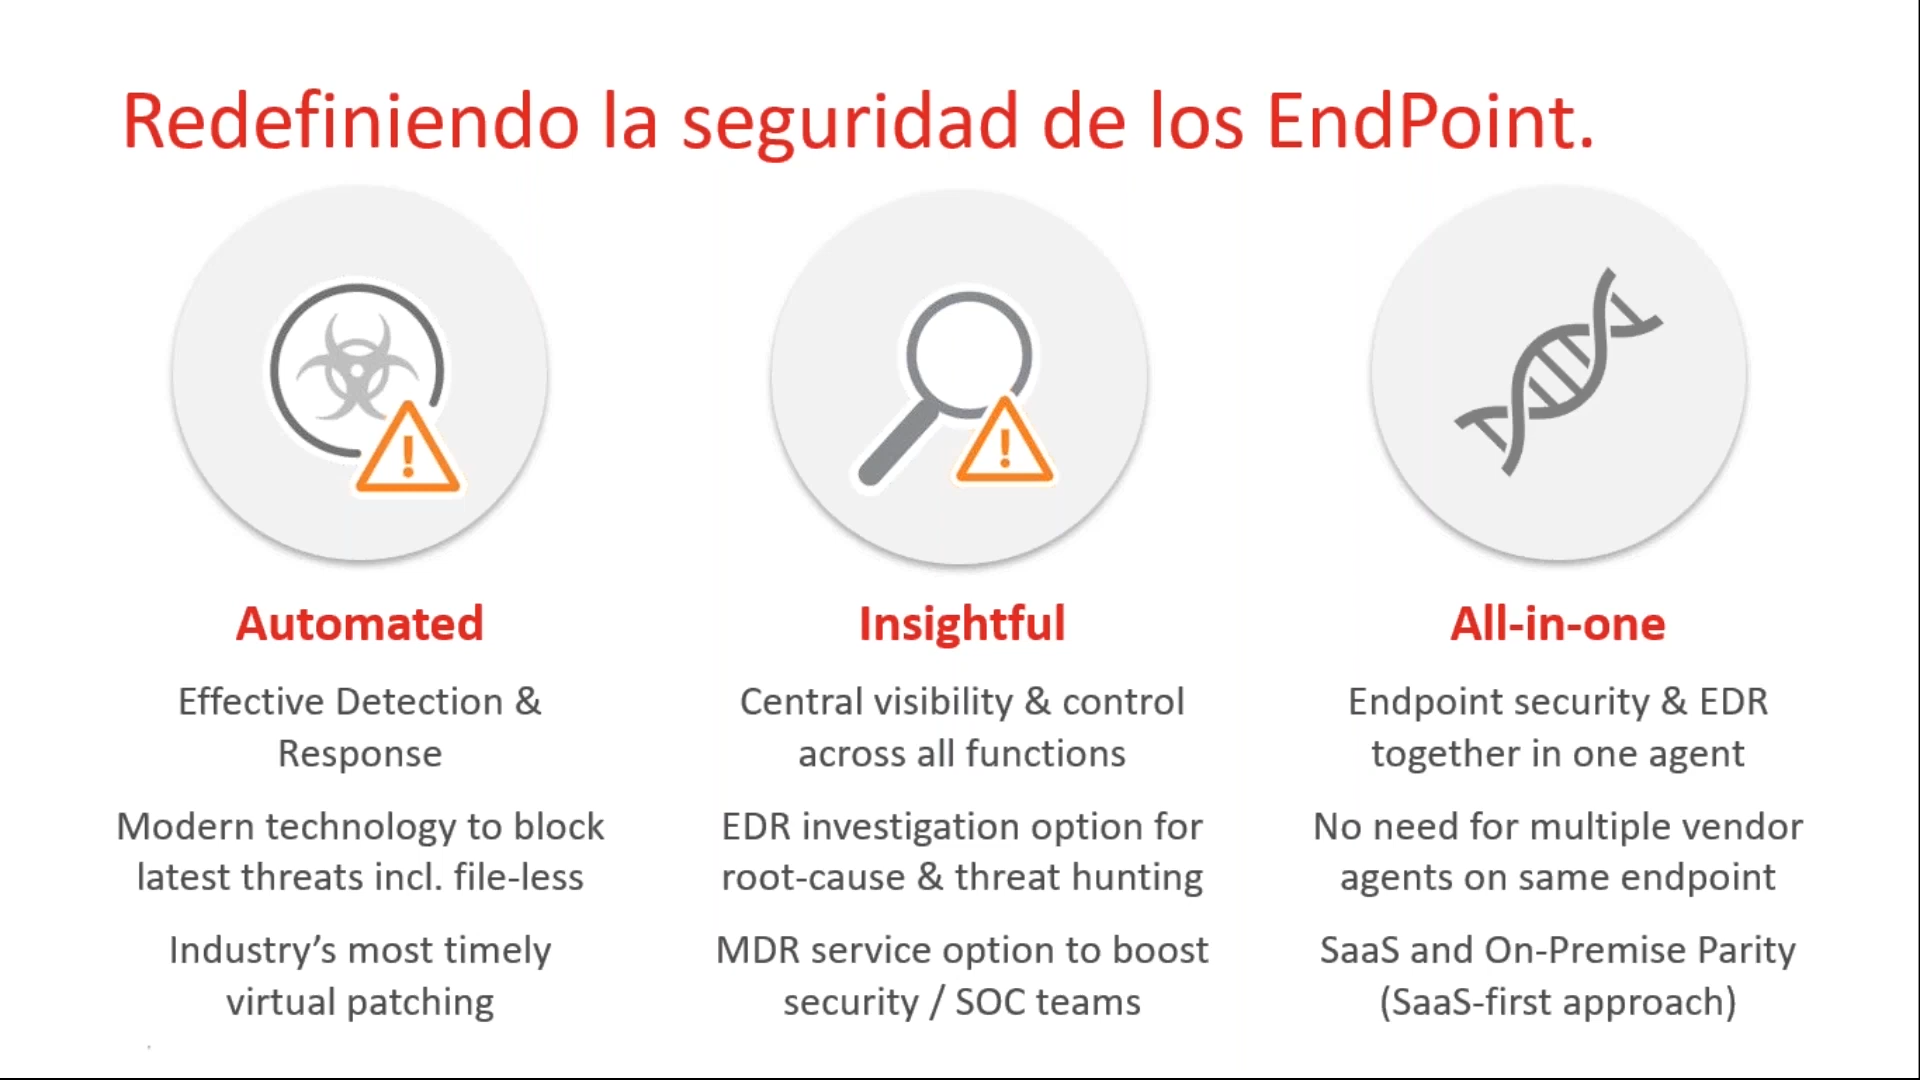 Redefiniendo la seguridad de los EndPoint.
Automated
Effective Detection &
Response
Modern technology to block
latest threats incl. file-less
Industry’s most timely
virtual patching
Insightful
Central visibility & control
across all functions
EDR investigation option for
root-cause & threat hunting
MDR service option to boost
security / SOC teams
All-in-one
Endpoint security & EDR
together in one agent
No need for multiple vendor
agents on same endpoint
SaaS and On-Premise Parity
(SaaS-first approach)